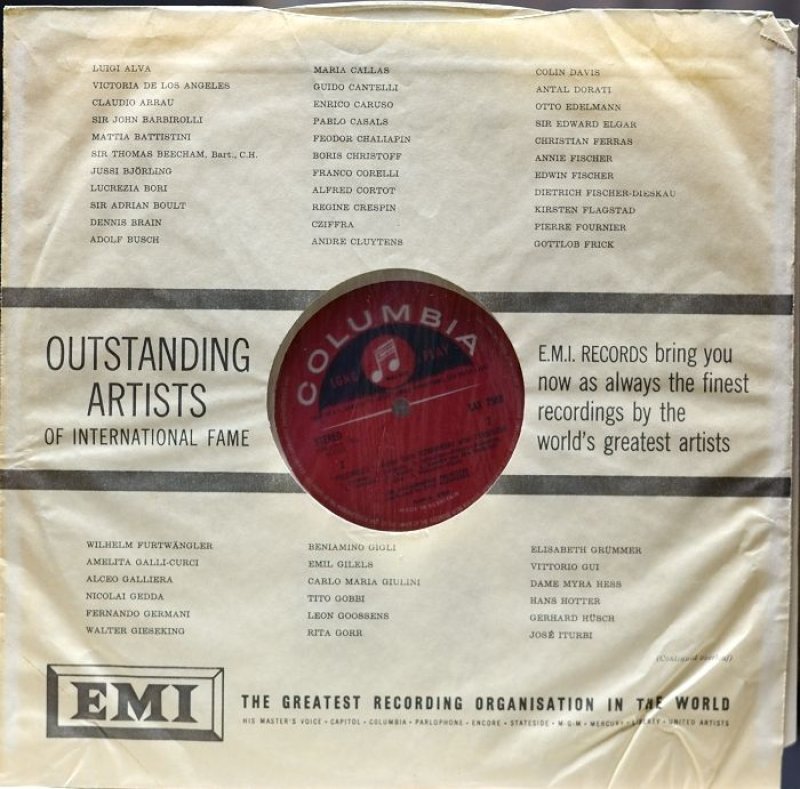 LUIGI ALVA
VICTORIA DE LOS ANGELES
CLAUDIO ARRAU
SIR JOHN BARBIROLLI
MATTIA BATTISTINI
SIR THOMAS BEECHAM, Bart., C.H.
JUSSI BJÖRLING
LUCREZIA BORI
SIR ADRIAN BOULT
DENNIS BRAIN
ADOLF BUSCH
MARIA CALLAS
GUIDO CANTELLI
ENRICO CARUSO
PABLO CASALS
FEODOR CHALIAPIN
BORIS CHRISTOFF
FRANCO CORELLI
ALFRED CORTOT
REGINE CRESPIN
CZIFFRA
ANDRE CLUYTENS
COLIN DAVIS
ANTAL DORATI
OTTO EDELMANN
SIR EDWARD ELGAR
CHRISTIAN FERRAS
ANNIE FISCHER
EDWIN FISCHER
DIETRICH FISCHER-DIESKAU
KIRSTEN FLAGSTAD
PIERRE FOURNIER
GOTTLOB FRICK
OUTSTANDING
ARTISTS
OF INTERNATIONAL FAME
COLUMBIA
LONG PLAY
STEREO
2
E.M.I. RECORDS bring you
now as always the finest
recordings by the
world's greatest artists
WILHELM FURTWÄNGLER
AMELITA GALLI-CURCI
ALCEO GALLIERA
NICOLAI GEDDA
FERNANDO GERMANI
WALTER GIESEKING
BENIAMINO GIGLI
EMIL GILELS
CARLO MARIA GIULINI
TITO GOBBI
LEON GOOSSENS
RITA GORR
ELISABETH GRÜMMER
VITTORIO GUI
DAME MYRA HESS
HANS HOTTER
GERHARD HÜSCH
JOSÉ ITURBI
(Continued overleaf)
EMI
THE GREATEST RECORDING ORGANISATION IN THE WORLD
HIS MASTER'S VOICE • CAPITOL • COLUMBIA • PARLOPHONE • ENCORE • STATESIDE • M-G-M • MERCURY • LIBERTY • UNITED ARTISTS